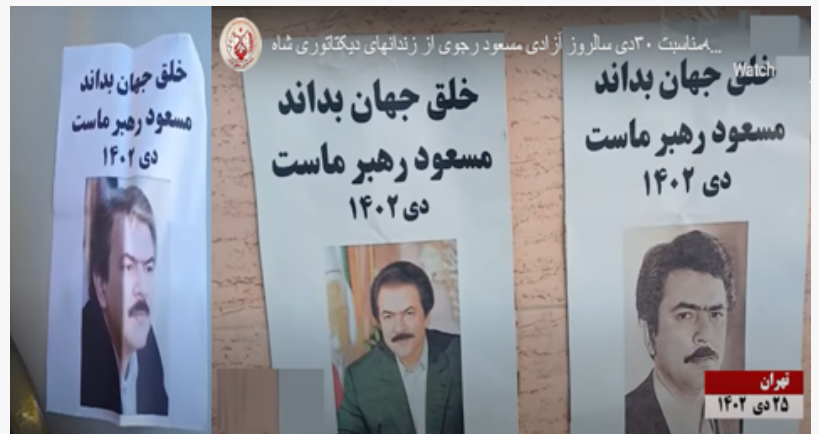 ...ه‌مناسبت ۳۰دی سالروز آزادی مسعود رجوی از زندانهای دیکتاتوری شاه
Watch
خلق جهان بداند
مسعود رهبر ماست
دی ۱۴۰۲
خلق جهان بداند
مسعود رهبر ماست
دی ۱۴۰۲
خلق جهان بداند
مسعود رهبر ماست
دی ۱۴۰۲
تهران
۲۵ دی ۱۴۰۲